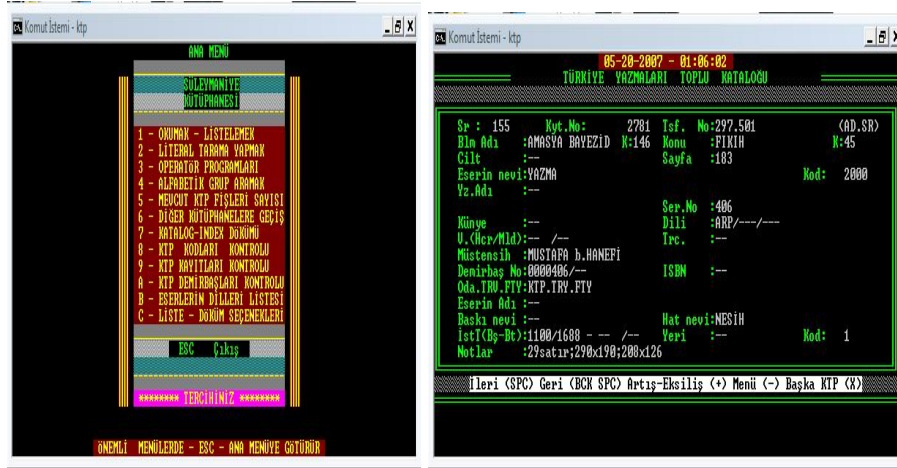 Komut İstemi - ktp
ANA MENÜ
SÜLEYMANİYE
KÜTÜPHANESİ
1 - OKUMAK - LİSTELEMEK
2 - LİTERAL TARAMA YAPMAK
3 - OPERATöR PROGRAMLARI
4 - ALFABETİK GRUP ARAMAK
5 - MEVCUT KTP FİŞLERİ SAYISI
6 - DİĞER KÜTÜPHANELERE GEÇİŞ
7 - KATALOG-INDEX DöKÜMÜ
8 - KTP KODLARI KONTROLU
9 - KTP KAYITLARI KONTROLU
A - KTP DEMİRBAŞLARI KONTROLU
B - ESERLERİN DİLLERİ LİSTESİ
C - LİSTE - DöKÜM SEÇENEKLERİ
ESC Çıkış
******** TERCİHİNİZ ********
öNEMLİ MENÜLERDE - ESC - ANA MENÜYE GöTÜRÜR
Komut İstemi - ktp
05-20-2007 - 01:06:02
TÜRKİYE YAZMALARI TOPLU KATALOĞU
Sr : 155 Kyt.No: 2781 Tsf. No:297.501 (AD.SR)
Blm Adı :AMASYA BAYEZİD K:146 Konu :FIKIH K:45
Cilt :-- Sayfa :183
Eserin nevi:YAZMA Kod: 2000
Yz.Adı :--
Ser.No :406
Künye :-- Dili :ARP/---/---
V.(Hcr/Mld):-- /-- Trc. :--
Müstensih :MUSTAFA b.HANEFİ
Demirbaş No:0000406/-- ISBN :--
Oda.TRV.FTY:KTP.TRY.FTY
Eserin Adı :--
Baskı nevi :-- Hat nevi:NESİH
İstT(Bş-Bt):1100/1688 - -- /-- Yeri :-- Kod: 1
Notlar :29satır;290x190;208x126
İleri (SPC) Geri (BCK SPC) Artış-Eksiliş (+) Menü (-) Başka KTP (X)